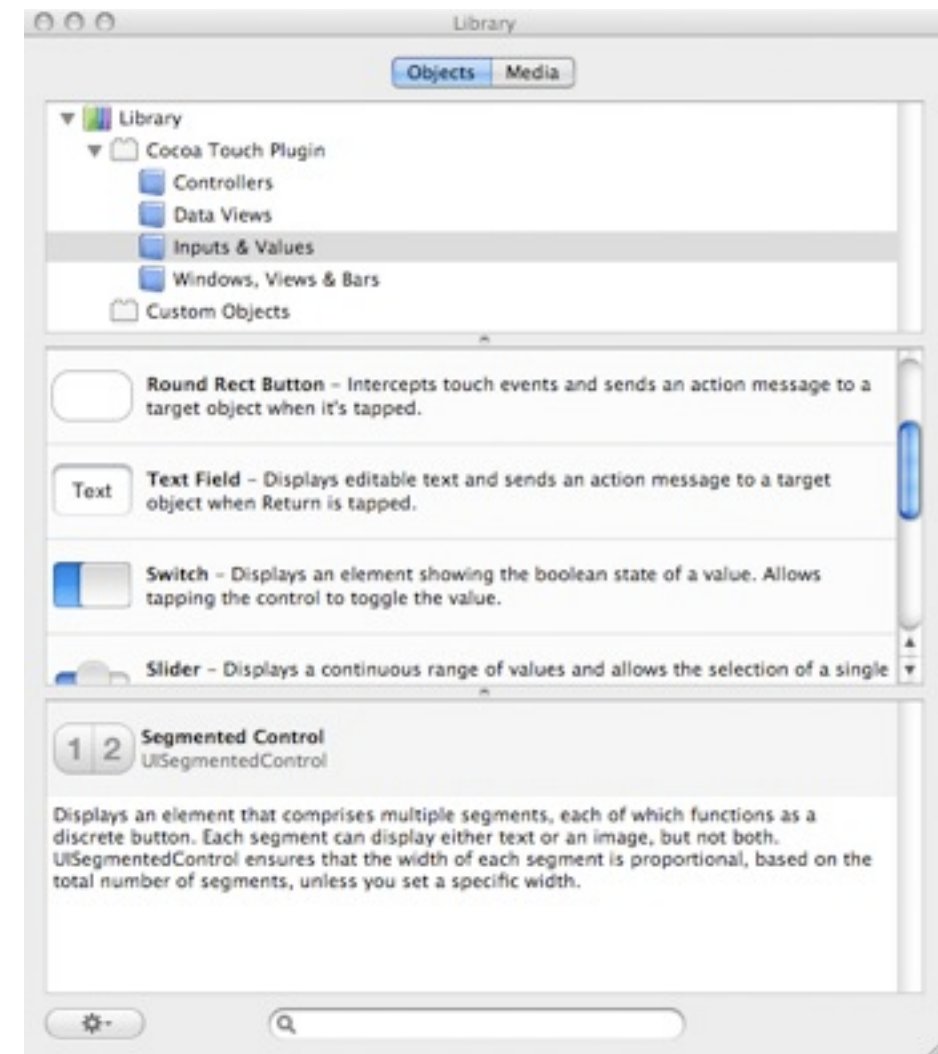 Library
Objects Media
Library
Cocoa Touch Plugin
Controllers
Data Views
Inputs & Values
Windows, Views & Bars
Custom Objects
Round Rect Button – Intercepts touch events and sends an action message to a
target object when it's tapped.
Text
Text Field – Displays editable text and sends an action message to a target
object when Return is tapped.
Switch – Displays an element showing the boolean state of a value. Allows
tapping the control to toggle the value.
Slider – Displays a continuous range of values and allows the selection of a single
1 2
Segmented Control
UISegmentedControl
Displays an element that comprises multiple segments, each of which functions as a
discrete button. Each segment can display either text or an image, but not both.
UISegmentedControl ensures that the width of each segment is proportional, based on the
total number of segments, unless you set a specific width.